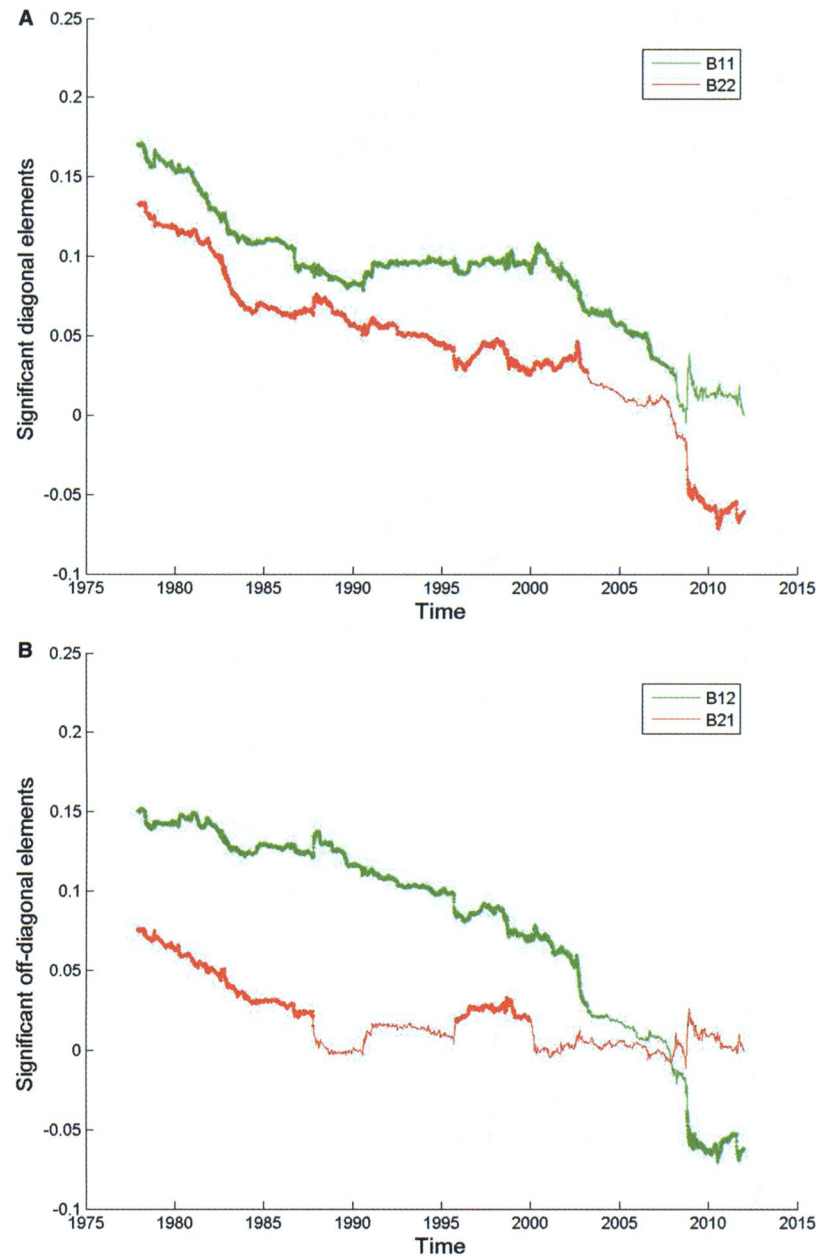 A
0.25
0.2
0.15
0.1
0.05
0
-0.05
-0.1
Significant diagonal elements
B11
B22
1975 1980 1985 1990 1995 2000 2005 2010 2015
Time
B
0.25
0.2
0.15
0.1
0.05
0
-0.05
-0.1
Significant off-diagonal elements
B12
B21
1975 1980 1985 1990 1995 2000 2005 2010 2015
Time